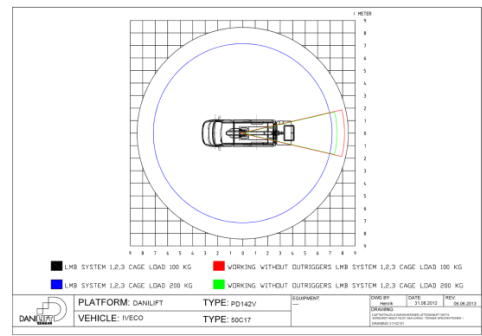 1 METER
9
8
7
6
5
4
3
2
1
0
1
2
3
4
5
6
7
8
9
9 8 7 6 5 4 3 2 1 0 1 2 3 4 5 6 7 8 9
LMB SYSTEM 1,2,3 CAGE LOAD 100 KG
WORKING WITHOUT OUTRIGGERS LMB SYSTEM 1,2,3 CAGE LOAD 100 KG
LMB SYSTEM 1,2,3 CAGE LOAD 200 KG
WORKING WITHOUT OUTRIGGERS LMB SYSTEM 1,2,3 CAGE LOAD 200 KG
DANILIFT
PLATFORM: DANILIFT
TYPE: PD142V
EQUIPMENT
DWG BY
Henrik
DATE
31.08.2013
REV.
VEHICLE: IVECO
TYPE: 50C17
DRAWING